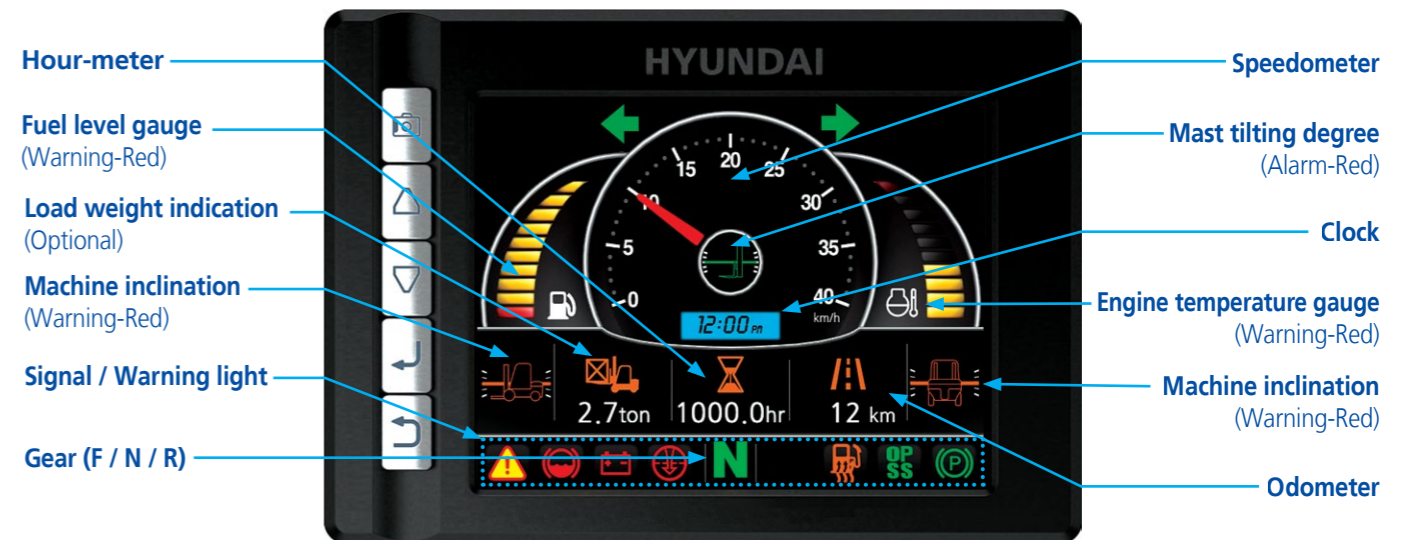 HYUNDAI
Hour-meter
Fuel level gauge
(Warning-Red)
Load weight indication
(Optional)
Machine inclination
(Warning-Red)
Signal / Warning light
Gear (F / N / R)
Speedometer
Mast tilting degree
(Alarm-Red)
Clock
Engine temperature gauge
(Warning-Red)
Machine inclination
(Warning-Red)
Odometer
0
5
10
15
20
25
30
35
40
km/h
12:00 PM
2.7ton
1000.0hr
12 km
N
OP
SS
P